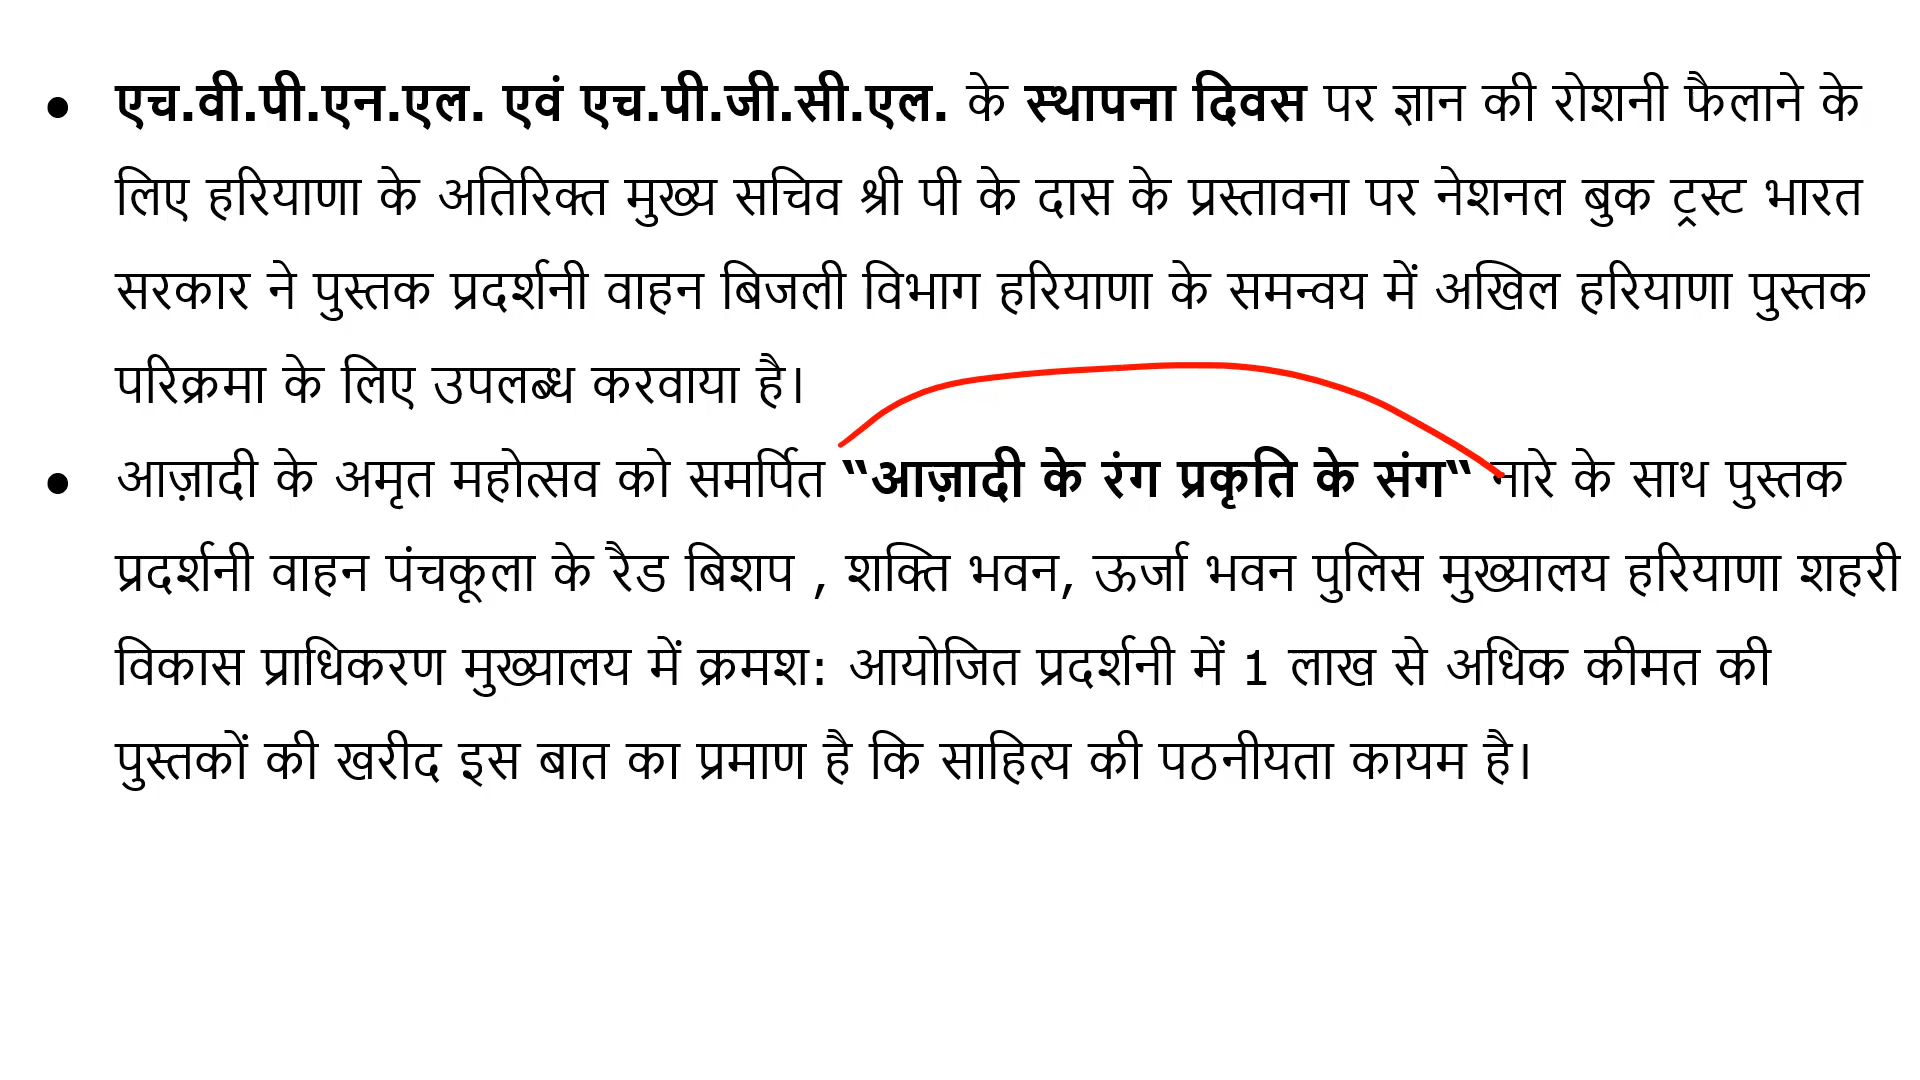 • एच.वी.पी.एन.एल. एवं एच.पी.जी.सी.एल. के स्थापना दिवस पर ज्ञान की रोशनी फैलाने के
लिए हरियाणा के अतिरिक्त मुख्य सचिव श्री पी के दास के प्रस्तावना पर नेशनल बुक ट्रस्ट भारत
सरकार ने पुस्तक प्रदर्शनी वाहन बिजली विभाग हरियाणा के समन्वय में अखिल हरियाणा पुस्तक
परिक्रमा के लिए उपलब्ध करवाया है।
• आज़ादी के अमृत महोत्सव को समर्पित “आज़ादी के रंग प्रकृति के संग“ नारे के साथ पुस्तक
प्रदर्शनी वाहन पंचकूला के रैड बिशप , शक्ति भवन, ऊर्जा भवन पुलिस मुख्यालय हरियाणा शहरी
विकास प्राधिकरण मुख्यालय में क्रमश: आयोजित प्रदर्शनी में 1 लाख से अधिक कीमत की
पुस्तकों की खरीद इस बात का प्रमाण है कि साहित्य की पठनीयता कायम है।